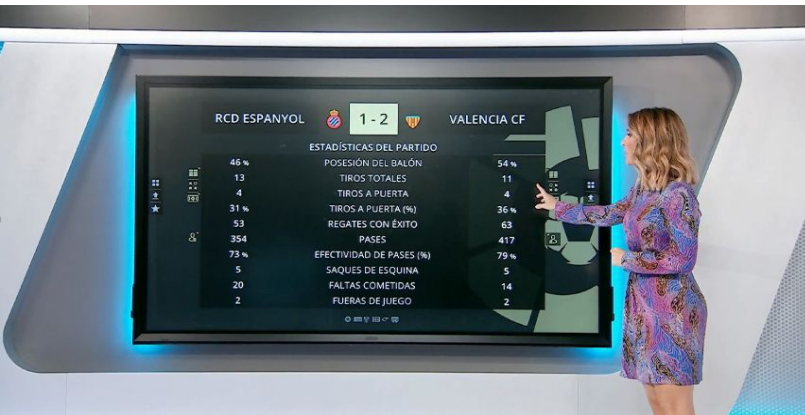 RCD ESPANYOL 1 - 2 VALENCIA CF
ESTADÍSTICAS DEL PARTIDO
46 % POSESIÓN DEL BALÓN 54 %
13 TIROS TOTALES 11
4 TIROS A PUERTA 4
31 % TIROS A PUERTA (%) 36 %
53 REGATES CON ÉXITO 63
354 PASES 417
73 % EFECTIVIDAD DE PASES (%) 79 %
5 SAQUES DE ESQUINA 5
20 FALTAS COMETIDAS 14
2 FUERAS DE JUEGO 2